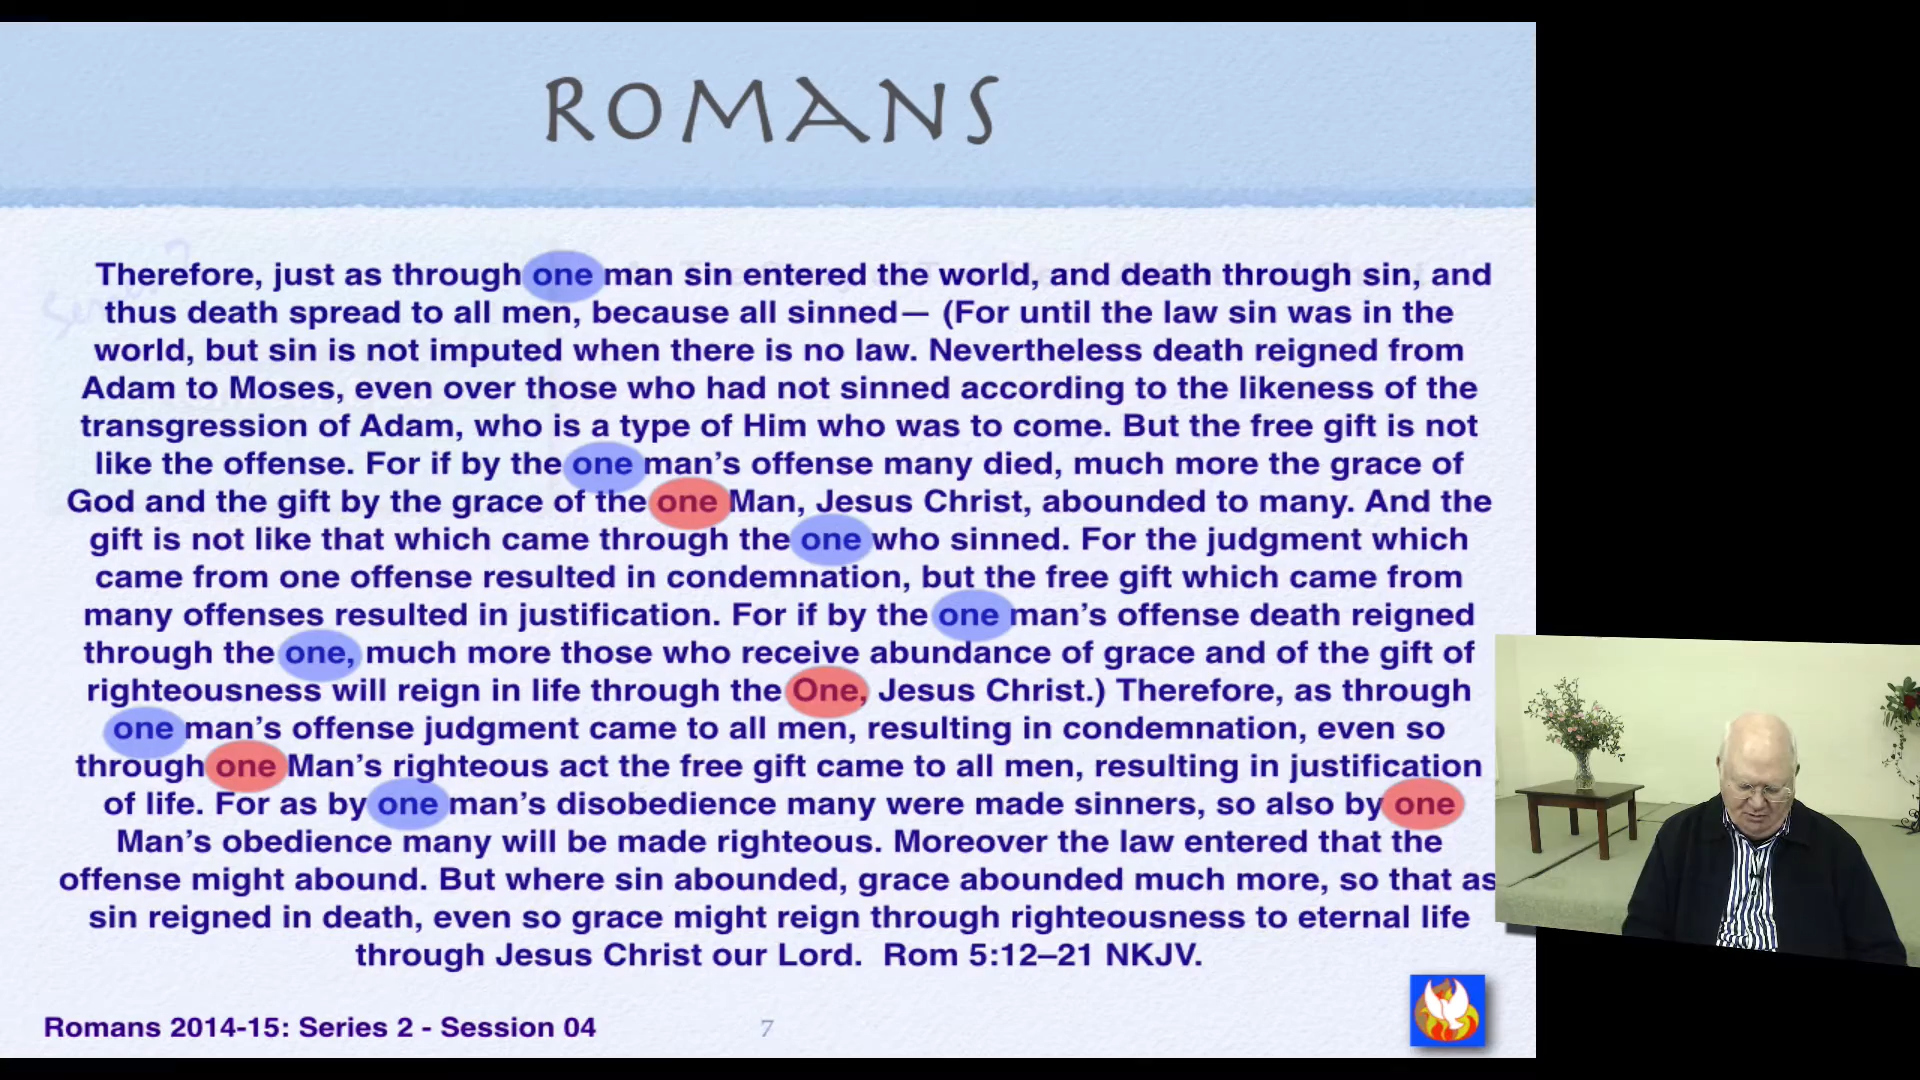 ROMANS
Therefore, just as through one man sin entered the world, and death through sin, and
thus death spread to all men, because all sinned— (For until the law sin was in the
world, but sin is not imputed when there is no law. Nevertheless death reigned from
Adam to Moses, even over those who had not sinned according to the likeness of the
transgression of Adam, who is a type of Him who was to come. But the free gift is not
like the offense. For if by the one man’s offense many died, much more the grace of
God and the gift by the grace of the one Man, Jesus Christ, abounded to many. And the
gift is not like that which came through the one who sinned. For the judgment which
came from one offense resulted in condemnation, but the free gift which came from
many offenses resulted in justification. For if by the one man’s offense death reigned
through the one, much more those who receive abundance of grace and of the gift of
righteousness will reign in life through the One, Jesus Christ.) Therefore, as through
one man’s offense judgment came to all men, resulting in condemnation, even so
through one Man’s righteous act the free gift came to all men, resulting in justification
of life. For as by one man’s disobedience many were made sinners, so also by one
Man’s obedience many will be made righteous. Moreover the law entered that the
offense might abound. But where sin abounded, grace abounded much more, so that as
sin reigned in death, even so grace might reign through righteousness to eternal life
through Jesus Christ our Lord.  Rom 5:12–21 NKJV.
Romans 2014-15: Series 2 - Session 04
7